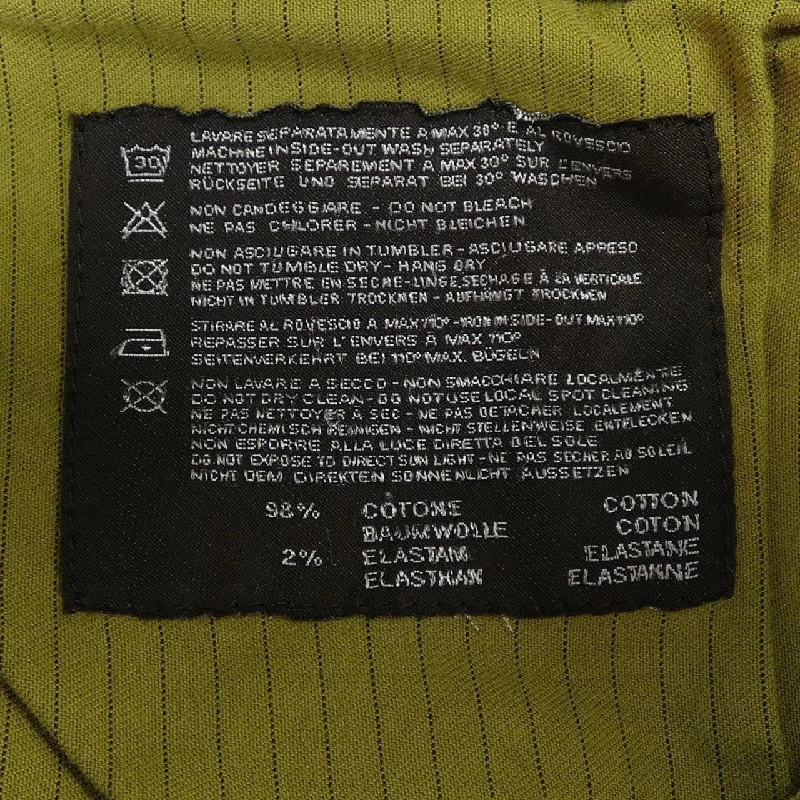 30
LAVARE SEPARATAMENTE A MAX 30° E AL ROVESCIO
MACHINE INSIDE-OUT WASH SEPARATELY
NETTOYER SEPAREMENT A MAX 30° SUR L'ENVERS
RÜCKSEITE UND SEPARAT BEI 30° WASCHEN
NON CANDEGGIARE - DO NOT BLEACH
NE PAS CHLORER - NICHT BLEICHEN
NON ASCIUGARE IN TUMBLER - ASCIUGARE APPESO
DO NOT TUMBLE DRY - HANG DRY
NE PAS METTRE EN SECHE-LINGE, SECHAGE À LA VERTICALE
NICHT IN TUMBLER TROCKNEN - AUFHÄNGT TROCKNEN
STIRARE AL ROVESCIO A MAX 110° - IRON INSIDE-OUT MAX 110°
REPASSER SUR L'ENVERS A MAX 110°
SEITENVERKEHRT BEI 110° MAX. BÜGELN
NON LAVARE A SECCO - NON SMACCHIARE LOCALMENTE
DO NOT DRY CLEAN - DO NOT USE LOCAL SPOT CLEANING
NE PAS NETTOYER A SEC - NE PAS DETACHER LOCALEMENT
NICHT CHEMISCH REINIGEN - NICHT STELLENWEISE ENTFLECKEN
NON ESPORRE ALLA LUCE DIRETTA DEL SOLE
DO NOT EXPOSE TO DIRECT SUN LIGHT - NE PAS SECHER AU SOLEIL
NICHT DEM DIREKTEN SONNENLICHT AUSSETZEN
98% COTONE COTTON
BAUMWOLLE COTON
2% ELASTAM ELASTANE
ELASTHAN ELASTANNE